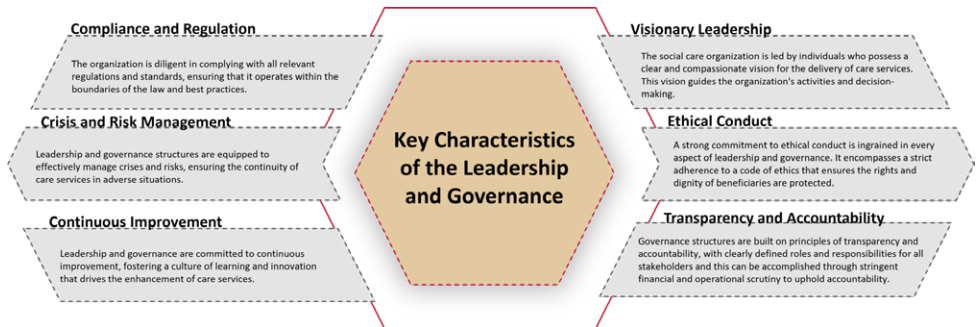 Compliance and Regulation
The organization is diligent in complying with all relevant
regulations and standards, ensuring that it operates within the
boundaries of the law and best practices.
Crisis and Risk Management
Leadership and governance structures are equipped to
effectively manage crises and risks, ensuring the continuity of
care services in adverse situations.
Continuous Improvement
Leadership and governance are committed to continuous
improvement, fostering a culture of learning and innovation
that drives the enhancement of care services.
Key Characteristics
of the Leadership
and Governance
Visionary Leadership
The social care organization is led by individuals who possess a
clear and compassionate vision for the delivery of care services.
This vision guides the organization's activities and decision-
making.
Ethical Conduct
A strong commitment to ethical conduct is ingrained in every
aspect of leadership and governance. It encompasses a strict
adherence to a code of ethics that ensures the rights and
dignity of beneficiaries are protected.
Transparency and Accountability
Governance structures are built on principles of transparency and
accountability, with clearly defined roles and responsibilities for all
stakeholders and this can be accomplished through stringent
financial and operational scrutiny to uphold accountability.